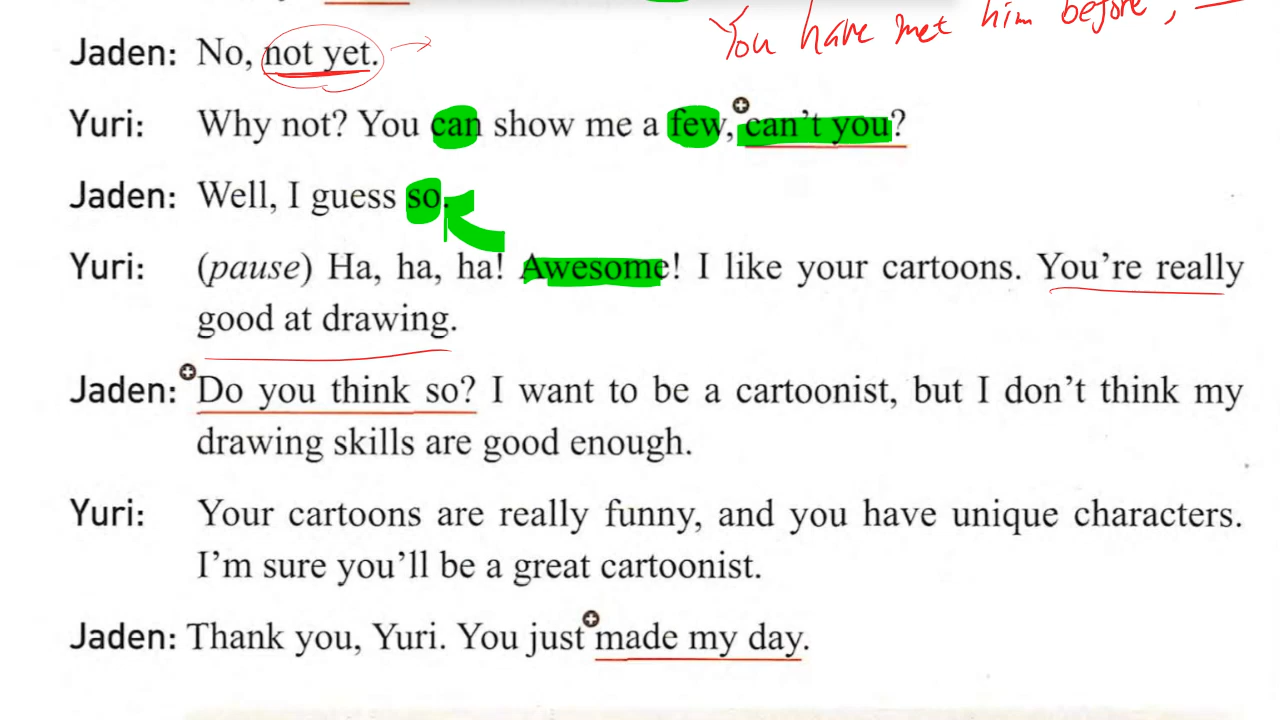 You have met him before,
Jaden: No, not yet.
Yuri: Why not? You can show me a few, can't you?
Jaden: Well, I guess so.
Yuri: (pause) Ha, ha, ha! Awesome! I like your cartoons. You're really
good at drawing.
Jaden: Do you think so? I want to be a cartoonist, but I don't think my
drawing skills are good enough.
Yuri: Your cartoons are really funny, and you have unique characters.
I'm sure you'll be a great cartoonist.
Jaden: Thank you, Yuri. You just made my day.